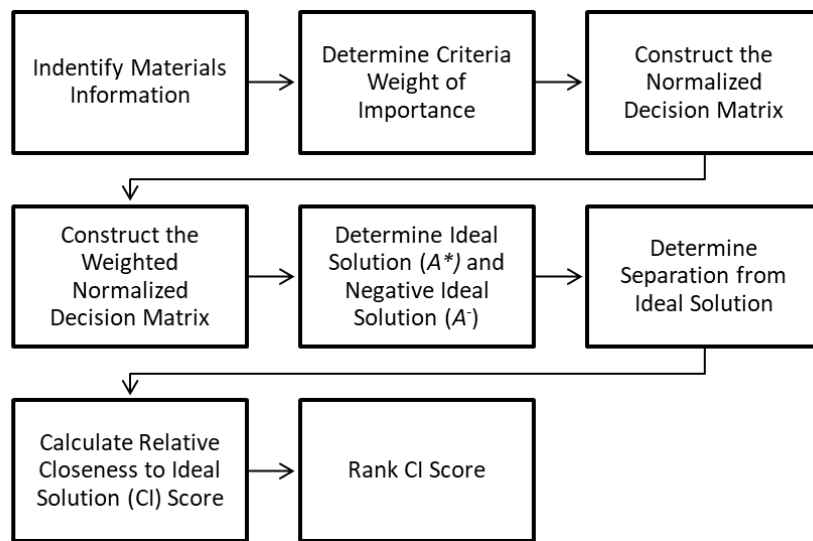 Indentify Materials
Information
Determine Criteria
Weight of
Importance
Construct the
Normalized
Decision Matrix
Construct the
Weighted
Normalized
Decision Matrix
Determine Ideal
Solution (A*) and
Negative Ideal
Solution (A-)
Determine
Separation from
Ideal Solution
Calculate Relative
Closeness to Ideal
Solution (CI) Score
Rank CI Score